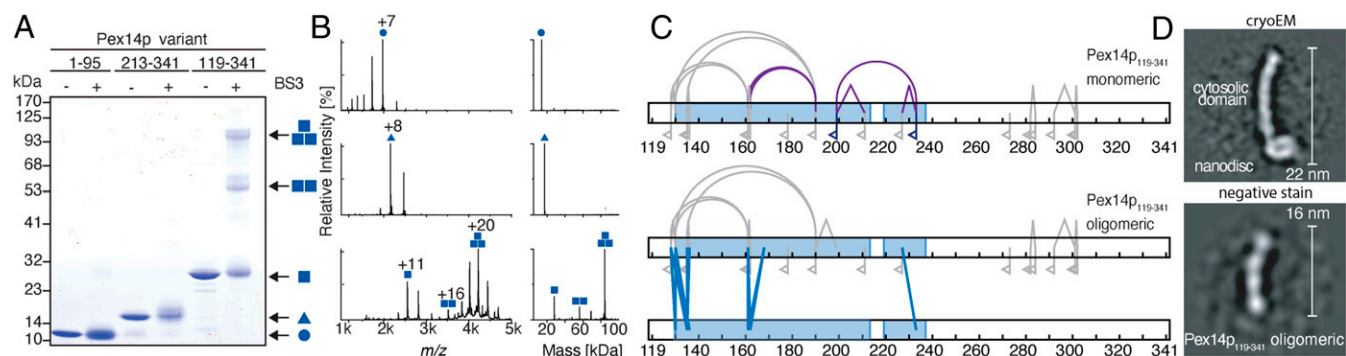 A
Pex14p variant
1-95 213-341 119-341
kDa - + - + - + BS3
170
125
93
68
53
41
32
23
14
10
B
Relative Intensity [%]
+7
+8
+20
+11
+16
1k 2k 3k 4k 5k
m/z
20 60 100
Mass [kDa]
C
Pex14p119-341
monomeric
119 140 160 180 200 220 240 260 280 300 320 341
Pex14p119-341
oligomeric
119 140 160 180 200 220 240 260 280 300 320 341
D
cryoEM
cytosolic
domain
nanodisc
22 nm
negative stain
16 nm
Pex14p119-341 oligomeric